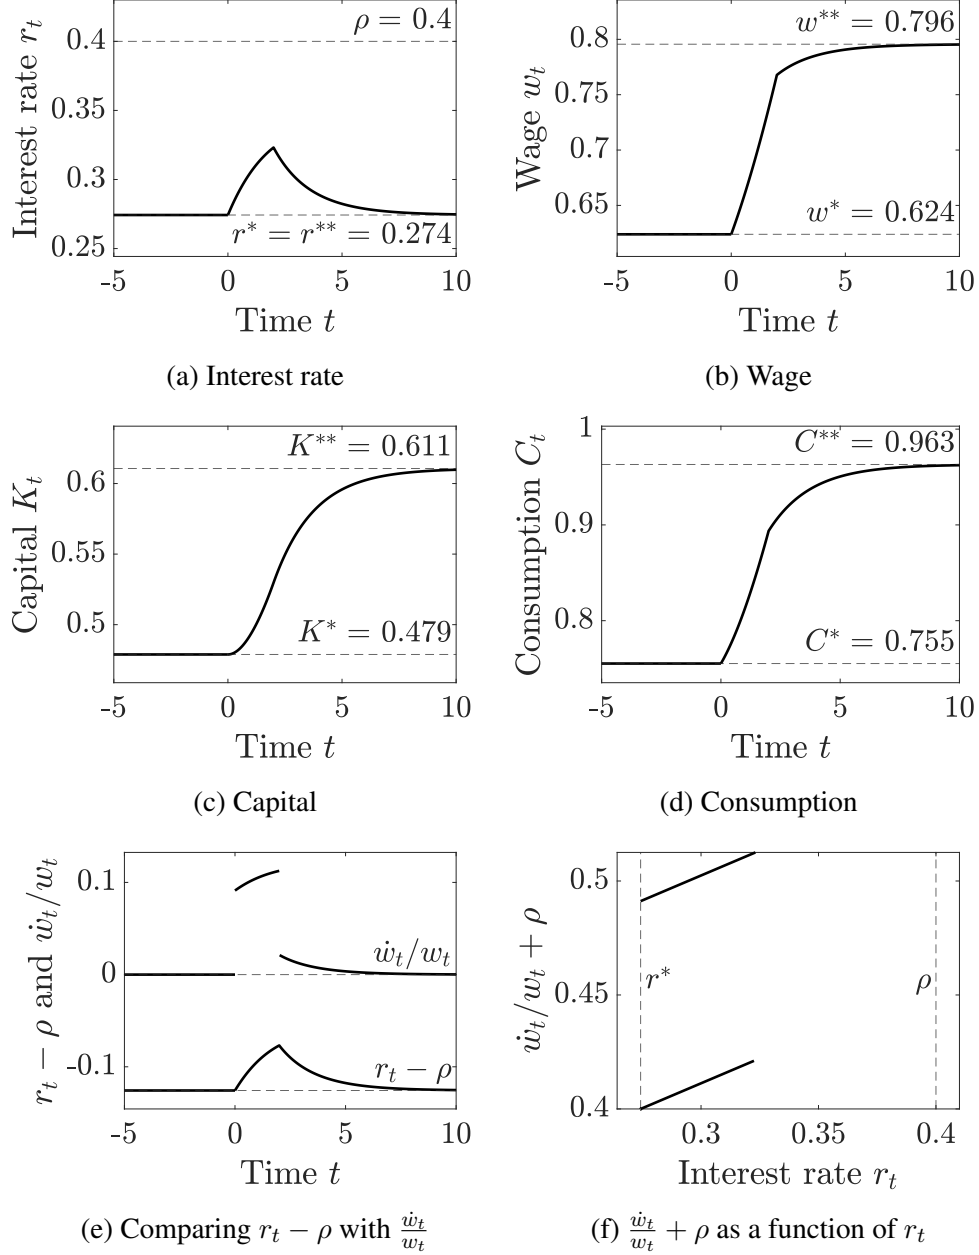 Interest rate r_t
0.4
0.3
0.25
ρ = 0.4
r* = r** = 0.274
-5 0 5 10
Time t
(a) Interest rate
Wage w_t
0.8
0.7
0.65
w** = 0.796
w* = 0.624
-5 0 5 10
Time t
(b) Wage
Capital K_t
0.6
0.55
0.5
K** = 0.611
K* = 0.479
-5 0 5 10
Time t
(c) Capital
Consumption C_t
1
0.9
0.8
C** = 0.963
C* = 0.755
-5 0 5 10
Time t
(d) Consumption
r_t − ρ and ẇ_t/w_t
0.1
0
-0.1
ẇ_t/w_t
r_t − ρ
-5 0 5 10
Time t
(e) Comparing r_t − ρ with ẇ_t/w_t
ẇ_t/w_t + ρ
0.5
0.45
0.4
r*
ρ
0.3 0.35 0.4
Interest rate r_t
(f) ẇ_t/w_t + ρ as a function of r_t